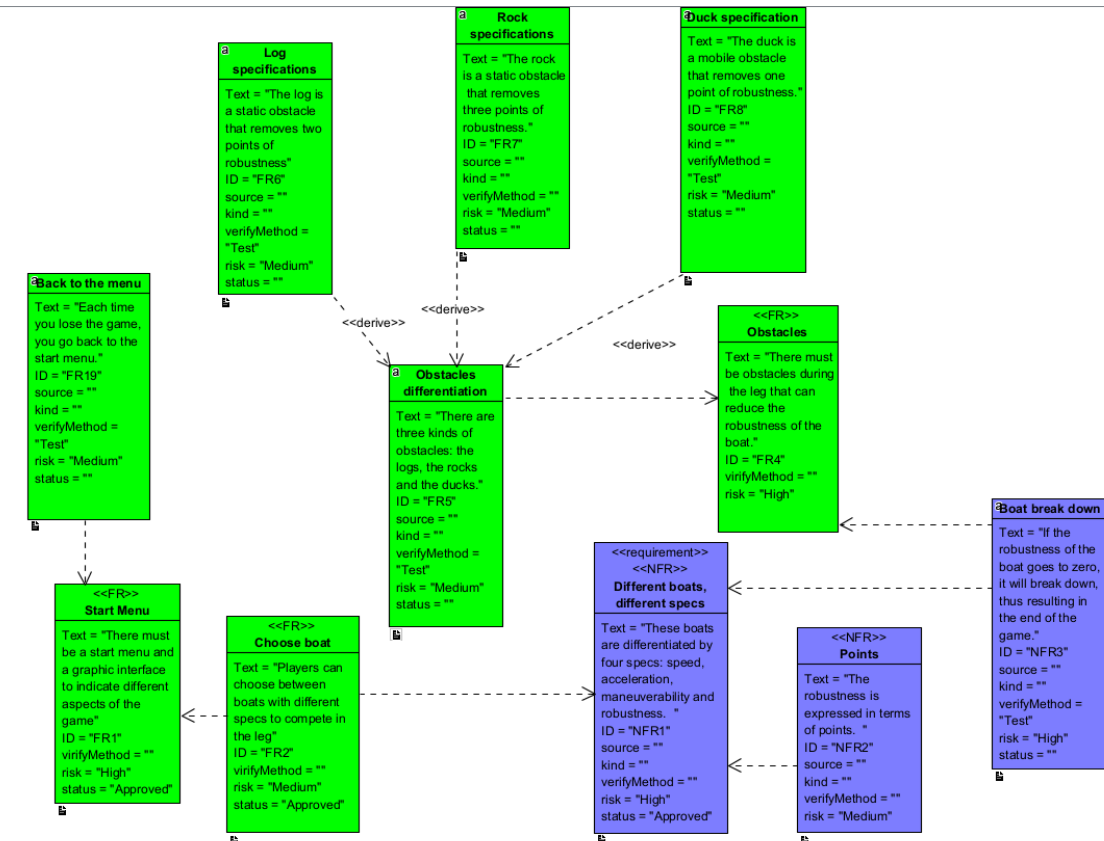 a
Log
specifications
Text = "The log is
a static obstacle
that removes two
points of
robustness"
ID = "FR6"
source = ""
kind = ""
verifyMethod =
"Test"
risk = "Medium"
status = ""
a
Rock
specifications
Text = "The rock
is a static obstacle
that removes
three points of
robustness."
ID = "FR7"
source = ""
kind = ""
verifyMethod = ""
risk = "Medium"
status = ""
a
Duck specification
Text = "The duck is
a mobile obstacle
that removes one
point of robustness."
ID = "FR8"
source = ""
kind = ""
verifyMethod =
"Test"
risk = "Medium"
status = ""
a
Back to the menu
Text = "Each time
you lose the game,
you go back to the
start menu."
ID = "FR19"
source = ""
kind = ""
verifyMethod =
"Test"
risk = "Medium"
status = ""
<<derive>>
<<derive>>
<<derive>>
a
Obstacles
differentiation
Text = "There are
three kinds of
obstacles: the
logs, the rocks
and the ducks."
ID = "FR5"
source = ""
kind = ""
verifyMethod =
"Test"
risk = "Medium"
status = ""
<<FR>>
Obstacles
Text = "There must
be obstacles during
the leg that can
reduce the
robustness of the
boat."
ID = "FR4"
virifyMethod = ""
risk = "High"
a
Boat break down
Text = "If the
robustness of the
boat goes to zero,
it will break down,
thus resulting in
the end of the
game."
ID = "NFR3"
source = ""
kind = ""
verifyMethod =
"Test"
risk = "High"
status = ""
<<FR>>
Start Menu
Text = "There must
be a start menu and
a graphic interface
to indicate different
aspects of the
game"
ID = "FR1"
virifyMethod = ""
risk = "High"
status = "Approved"
<<FR>>
Choose boat
Text = "Players can
choose between
boats with different
specs to compete in
the leg"
ID = "FR2"
virifyMethod = ""
risk = "Medium"
status = "Approved"
<<requirement>>
<<NFR>>
Different boats,
different specs
Text = "These boats
are differentiated by
four specs: speed,
acceleration,
maneuverability and
robustness. "
ID = "NFR1"
source = ""
kind = ""
verifyMethod = ""
risk = "High"
status = "Approved"
<<NFR>>
Points
Text = "The
robustness is
expressed in terms
of points. "
ID = "NFR2"
source = ""
kind = ""
verifyMethod = ""
risk = "Medium"